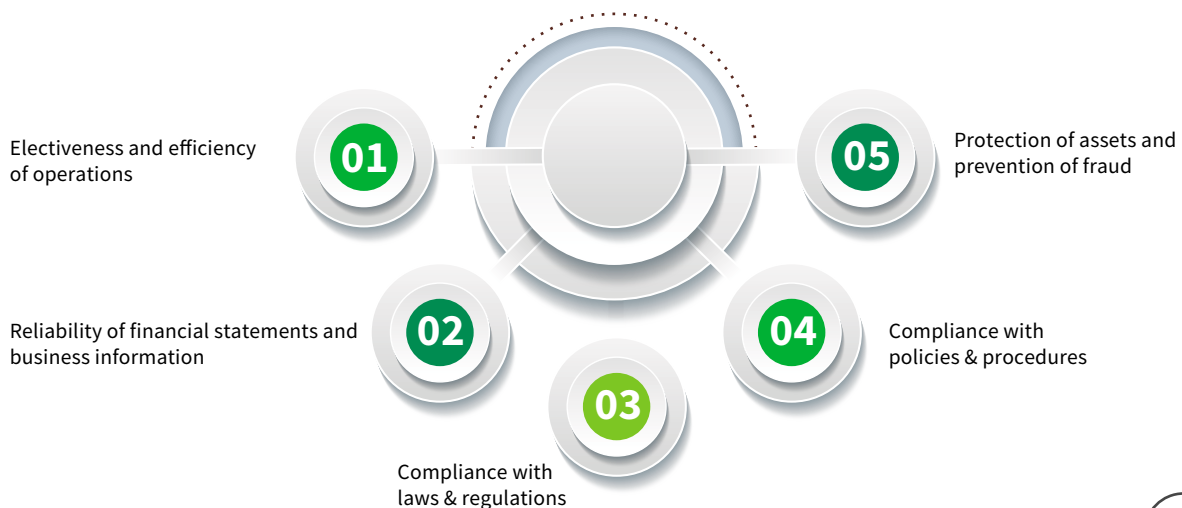 01
Electiveness and efficiency
of operations
02
Reliability of financial statements and
business information
03
Compliance with
laws & regulations
04
Compliance with
policies & procedures
05
Protection of assets and
prevention of fraud